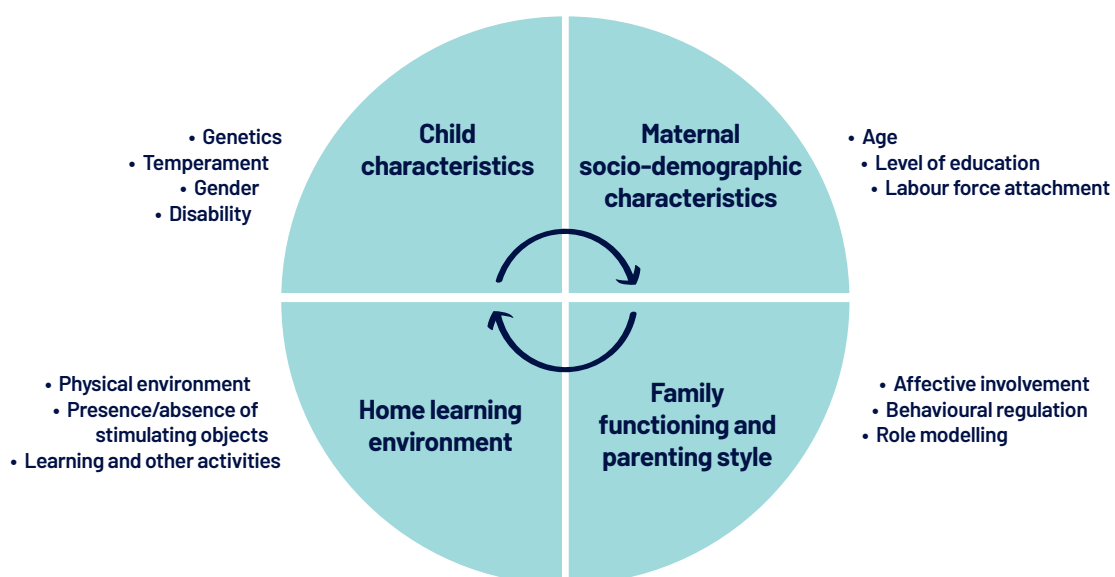 Child
characteristics
• Genetics
• Temperament
• Gender
• Disability
Maternal
socio-demographic
characteristics
• Age
• Level of education
• Labour force attachment
Home learning
environment
• Physical environment
• Presence/absence of
stimulating objects
• Learning and other activities
Family
functioning and
parenting style
• Affective involvement
• Behavioural regulation
• Role modelling